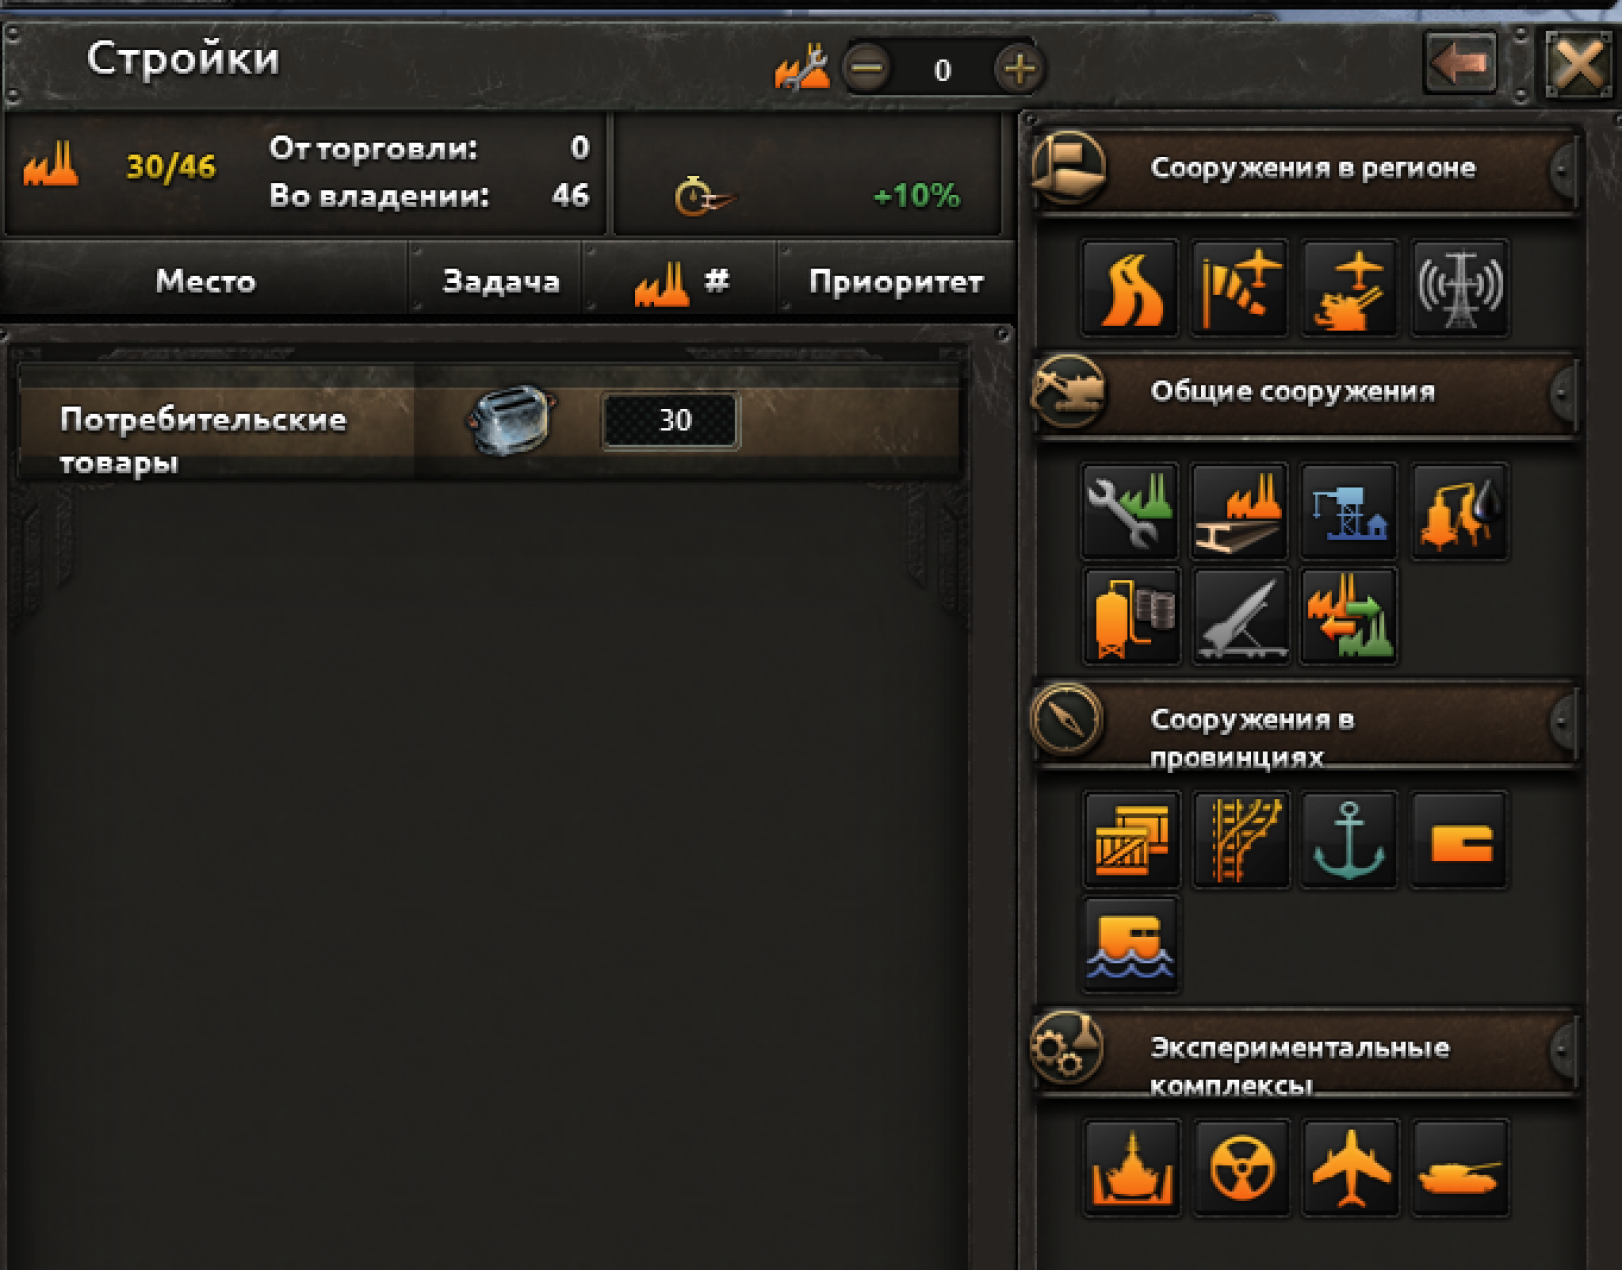 Стройки
0
30/46
От торговли: 0
Во владении: 46
+10%
Место Задача # Приоритет
Потребительские
товары
30
Сооружения в регионе
Общие сооружения
Сооружения в
провинциях
Экспериментальные
комплексы